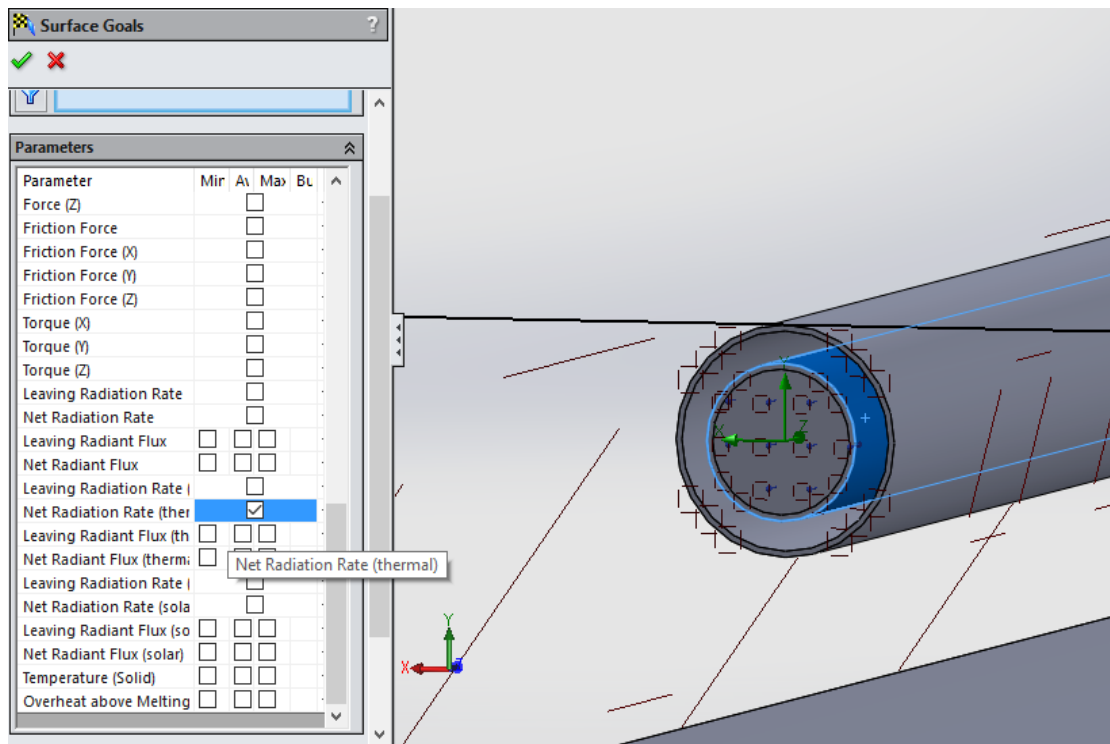 Surface Goals ?
Parameters
Parameter Mir Av Max Bu
Force (Z)
Friction Force
Friction Force (X)
Friction Force (Y)
Friction Force (Z)
Torque (X)
Torque (Y)
Torque (Z)
Leaving Radiation Rate
Net Radiation Rate
Leaving Radiant Flux
Net Radiant Flux
Leaving Radiation Rate (
Net Radiation Rate (ther
Leaving Radiant Flux (th
Net Radiant Flux (therma
Net Radiation Rate (thermal)
Leaving Radiation Rate (
Net Radiation Rate (sola
Leaving Radiant Flux (so
Net Radiant Flux (solar)
Temperature (Solid)
Overheat above Melting
Y
X Z
Y
X Z